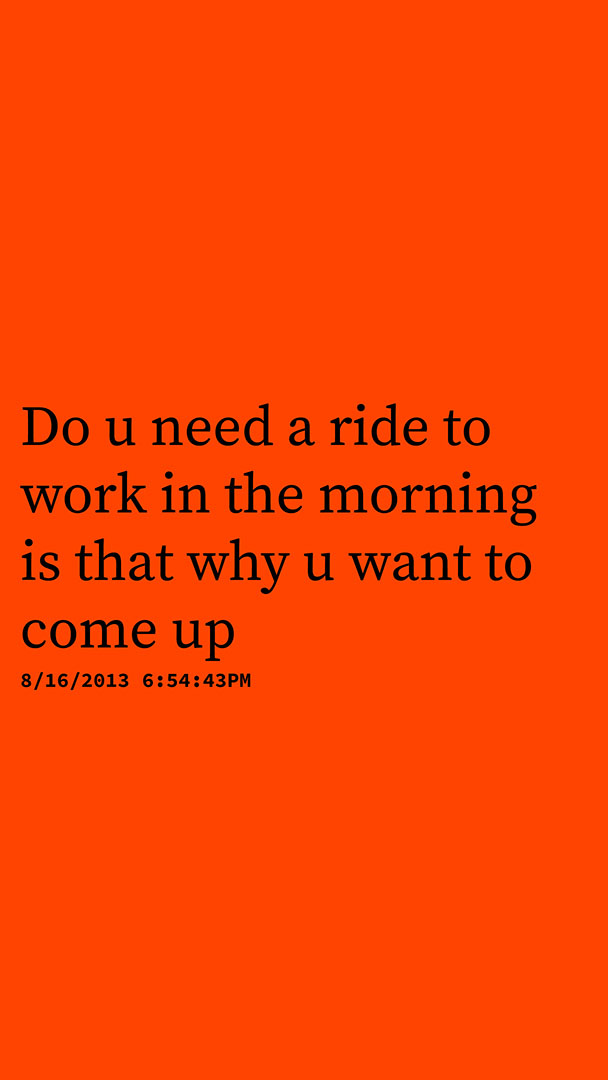 Do u need a ride to
work in the morning
is that why u want to
come up
8/16/2013 6:54:43PM